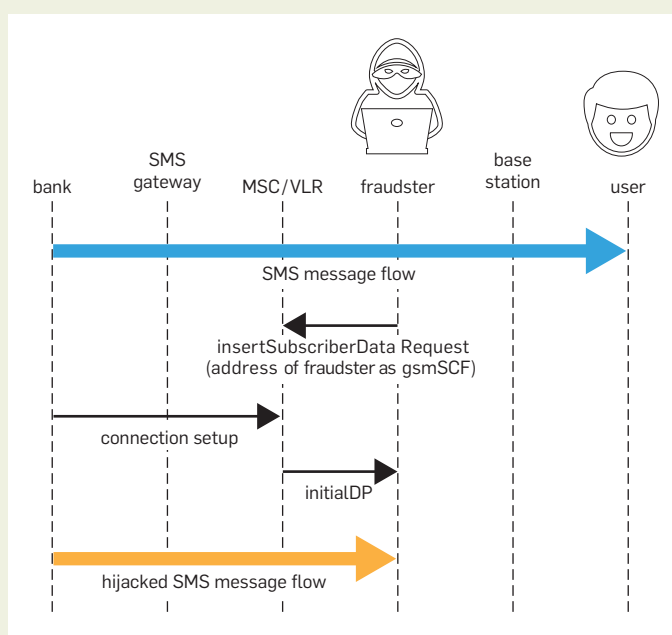 SMS
gateway
base
station
bank
MSC/VLR
fraudster
user
SMS message flow
insertSubscriberData Request
(address of fraudster as gsmSCF)
connection setup
initialDP
hijacked SMS message flow